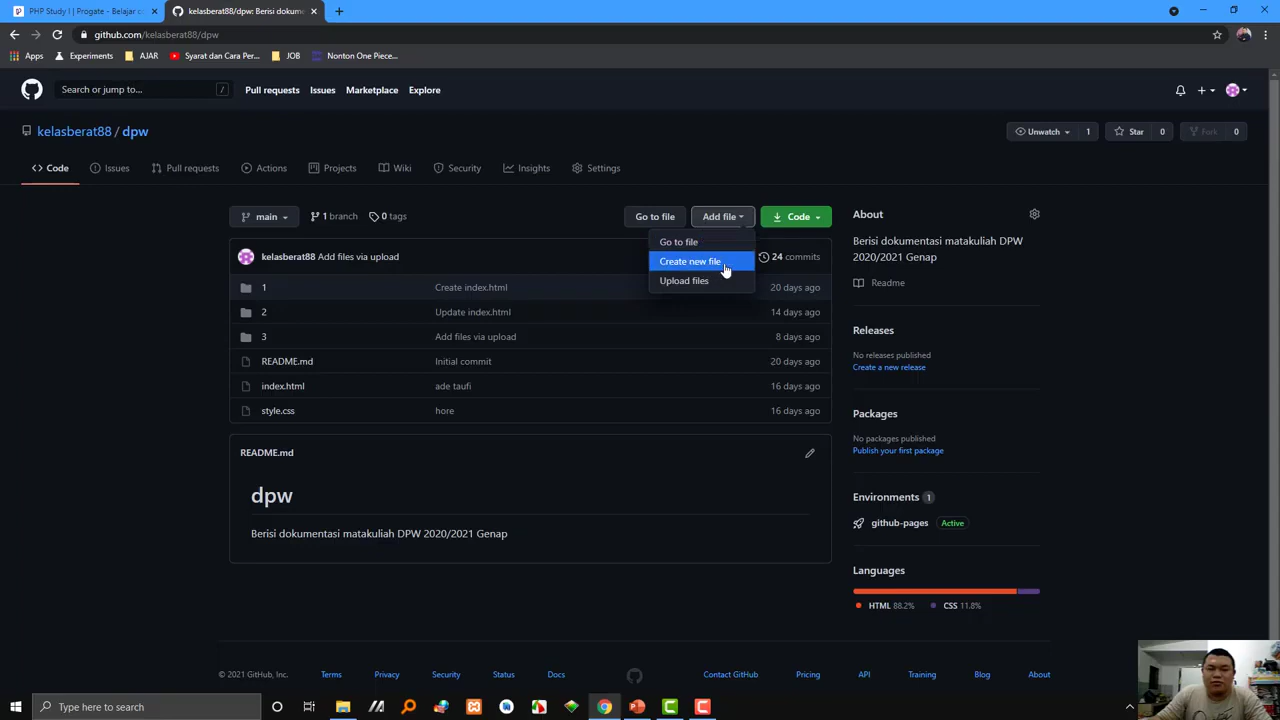 PHP Study I | Progate - Belajar c
kelasberat88/dpw: Berisi dokume
github.com/kelasberat88/dpw
Apps
Experiments
AJAR
Syarat dan Cara Per...
JOB
Nonton One Piece...
Search or jump to...
/
Pull requests
Issues
Marketplace
Explore
kelasberat88 / dpw
Unwatch
1
Star
0
Fork
0
Code
Issues
Pull requests
Actions
Projects
Wiki
Security
Insights
Settings
main
1 branch
0 tags
Go to file
Add file
Code
Go to file
Create new file
Upload files
kelasberat88 Add files via upload
24 commits
1
Create index.html
20 days ago
2
Update index.html
14 days ago
3
Add files via upload
8 days ago
README.md
Initial commit
20 days ago
index.html
ade taufi
16 days ago
style.css
hore
16 days ago
README.md
dpw
Berisi dokumentasi matakuliah DPW 2020/2021 Genap
About
Berisi dokumentasi matakuliah DPW
2020/2021 Genap
Readme
Releases
No releases published
Create a new release
Packages
No packages published
Publish your first package
Environments 1
github-pages
Active
Languages
HTML 88.2%
CSS 11.8%
© 2021 GitHub, Inc.
Terms
Privacy
Security
Status
Docs
Contact GitHub
Pricing
API
Training
Blog
About
Type here to search